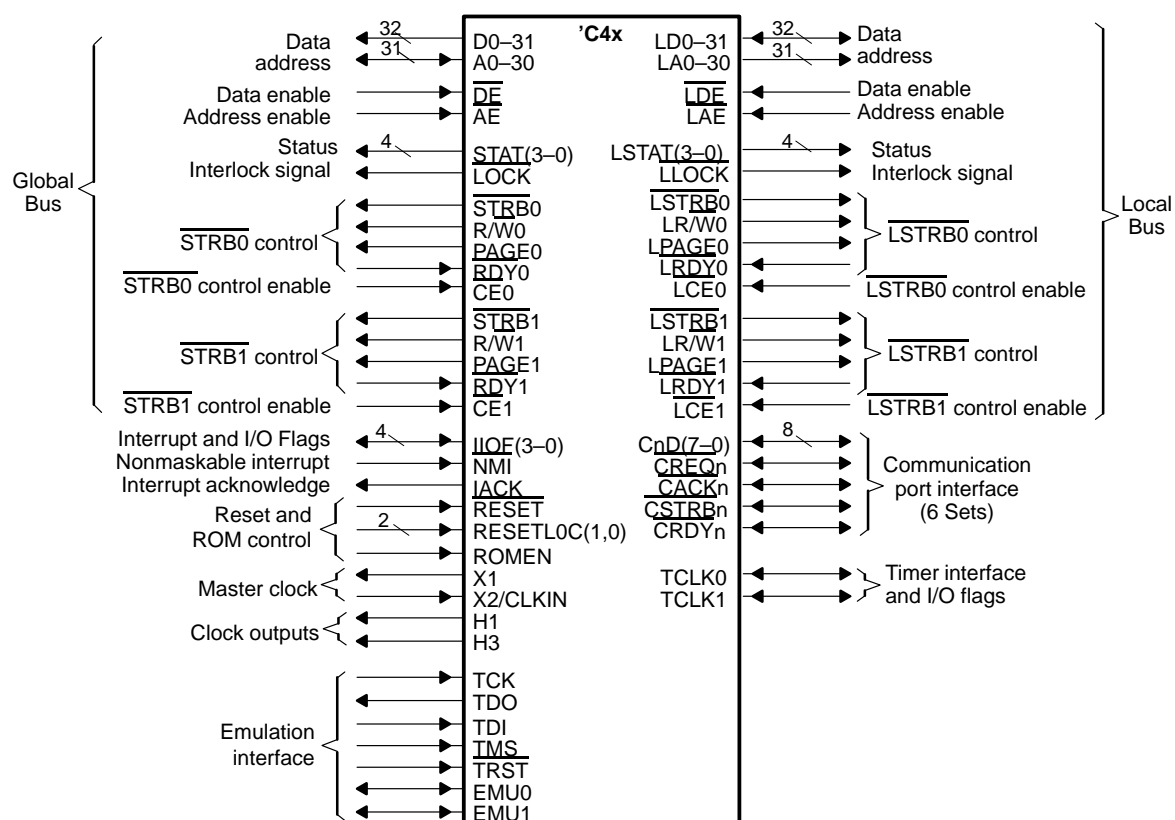 'C4x
Global
Bus
Data
address
32
31
D0–31
A0–30
Data enable
Address enable
DE
AE
Status
Interlock signal
4
STAT(3–0)
LOCK
STRB0 control
STRB0
R/W0
PAGE0
RDY0
STRB0 control enable
CE0
STRB1 control
STRB1
R/W1
PAGE1
RDY1
STRB1 control enable
CE1
Interrupt and I/O Flags
4
IIOF(3–0)
Nonmaskable interrupt
NMI
Interrupt acknowledge
IACK
Reset and
ROM control
2
RESET
RESETL0C(1,0)
ROMEN
Master clock
X1
X2/CLKIN
Clock outputs
H1
H3
Emulation
interface
TCK
TDO
TDI
TMS
TRST
EMU0
EMU1
LD0–31
LA0–30
32
31
Data
address
LDE
LAE
Data enable
Address enable
LSTAT(3–0)
LLOCK
4
Status
Interlock signal
LSTRB0
LR/W0
LPAGE0
LRDY0
LSTRB0 control
LCE0
LSTRB0 control enable
LSTRB1
LR/W1
LPAGE1
LRDY1
LSTRB1 control
LCE1
LSTRB1 control enable
Local
Bus
CnD(7–0)
CREQn
CACKn
CSTRBn
CRDYn
8
Communication
port interface
(6 Sets)
TCLK0
TCLK1
Timer interface
and I/O flags